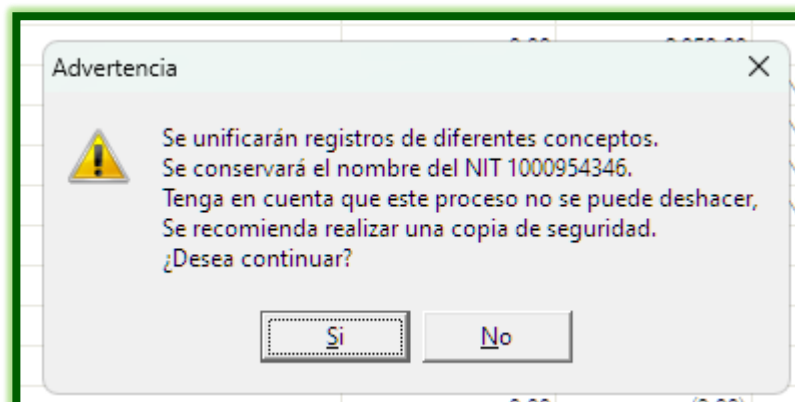 Advertencia
Se unificarán registros de diferentes conceptos.
Se conservará el nombre del NIT 1000954346.
Tenga en cuenta que este proceso no se puede deshacer,
Se recomienda realizar una copia de seguridad.
¿Desea continuar?
Si No